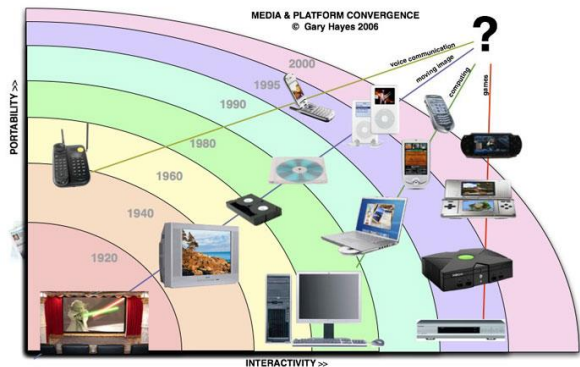 MEDIA & PLATFORM CONVERGENCE
© Gary Hayes 2006
?
voice communication
moving image
computing
games
2000
1995
1990
1980
1960
1940
1920
PORTABILITY >>
INTERACTIVITY >>